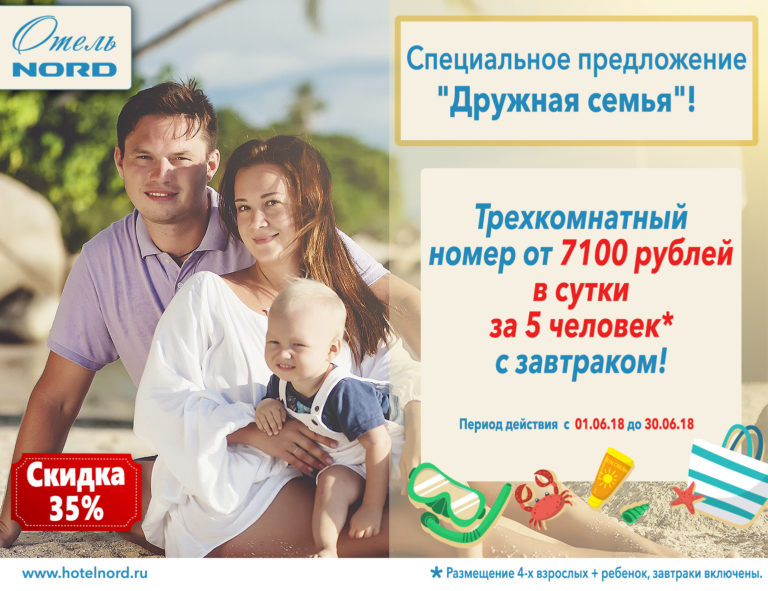 Отель
NORD
Специальное предложение
"Дружная семья"!
Трехкомнатный
номер от 7100 рублей
в сутки
за 5 человек*
с завтраком!
Период действия с 01.06.18 до 30.06.18
Скидка
35%
www.hotelnord.ru
* Размещение 4-х взрослых + ребенок, завтраки включены.